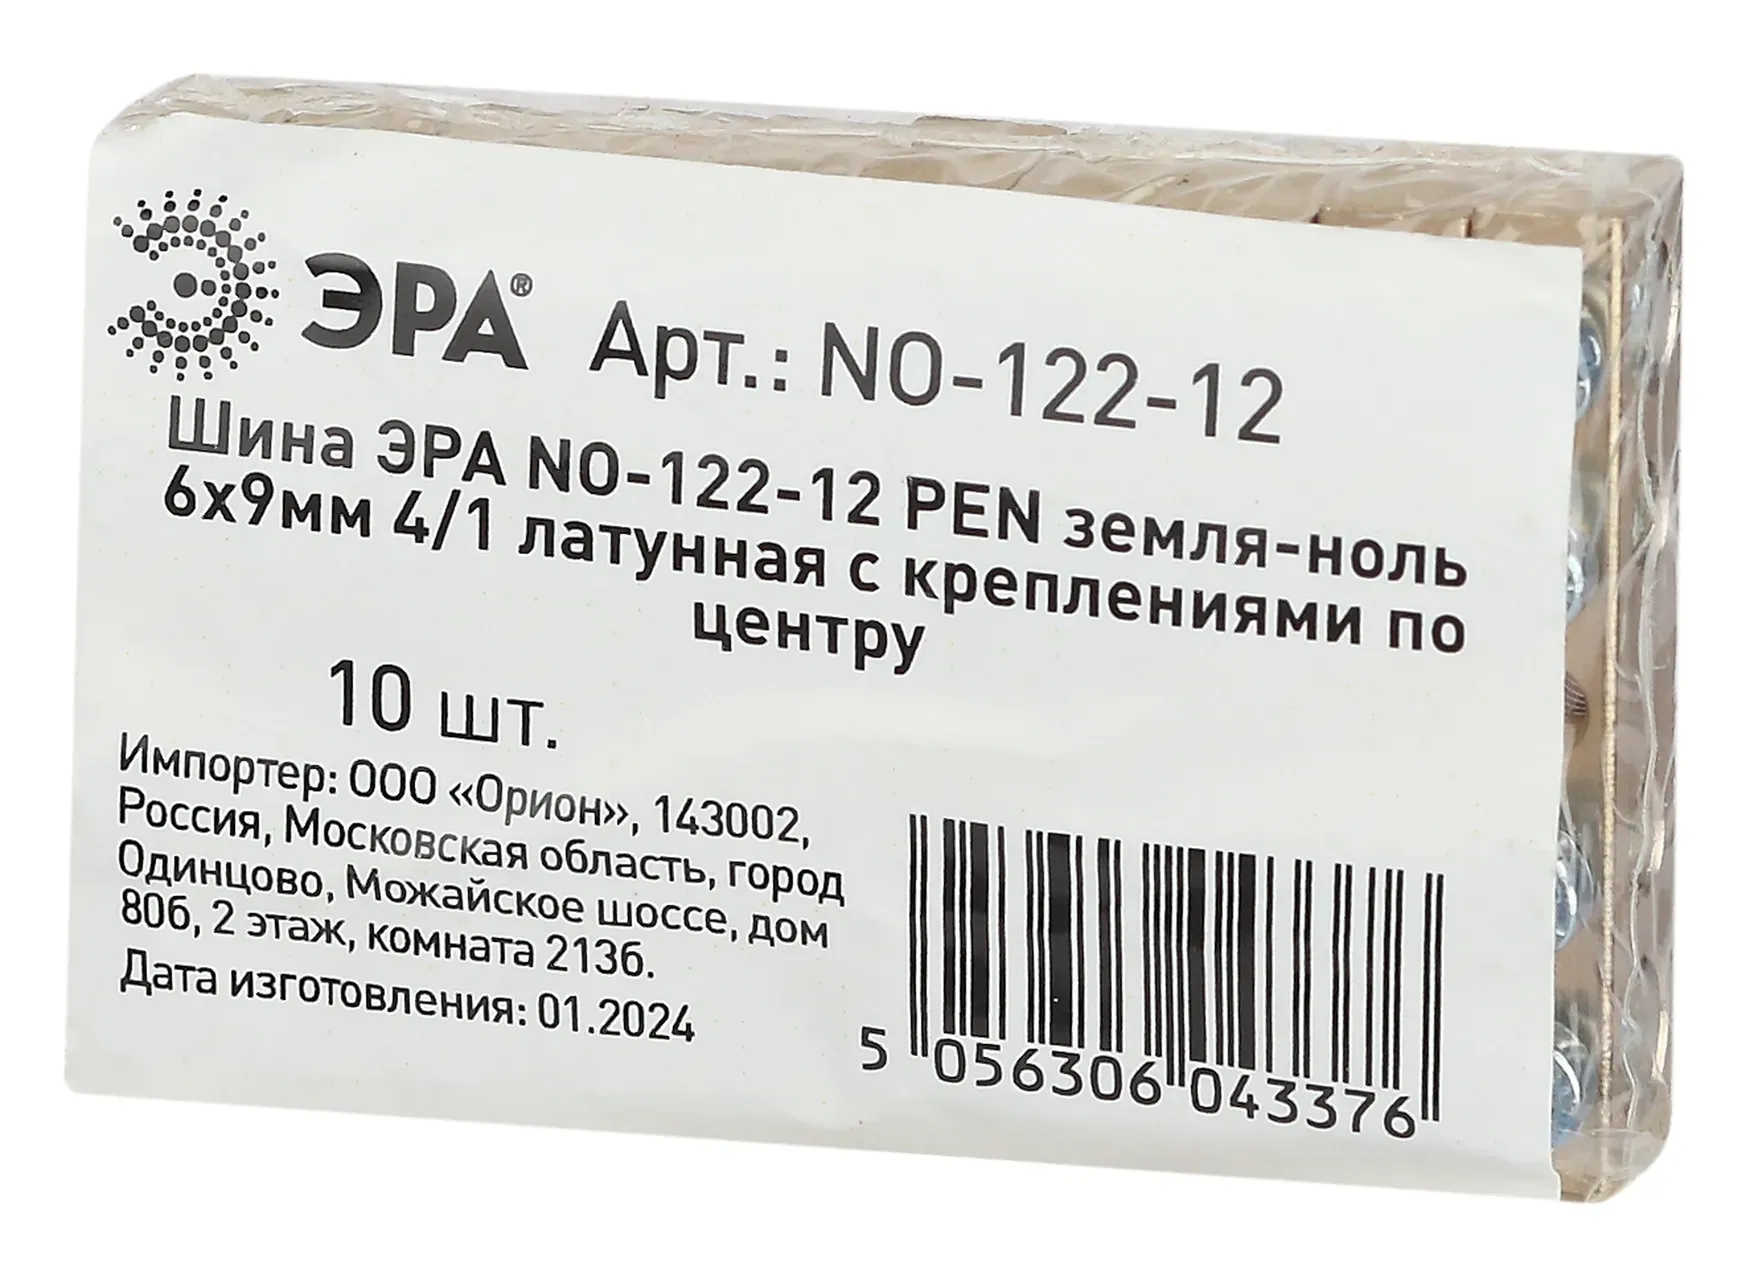 ЭРА® Арт.: NO-122-12
Шина ЭРА NO-122-12 PEN земля-ноль
6х9мм 4/1 латунная с креплениями по
центру
10 шт.
Импортер: ООО «Орион», 143002,
Россия, Московская область, город
Одинцово, Можайское шоссе, дом
80б, 2 этаж, комната 213б.
Дата изготовления: 01.2024
5 056306 043376